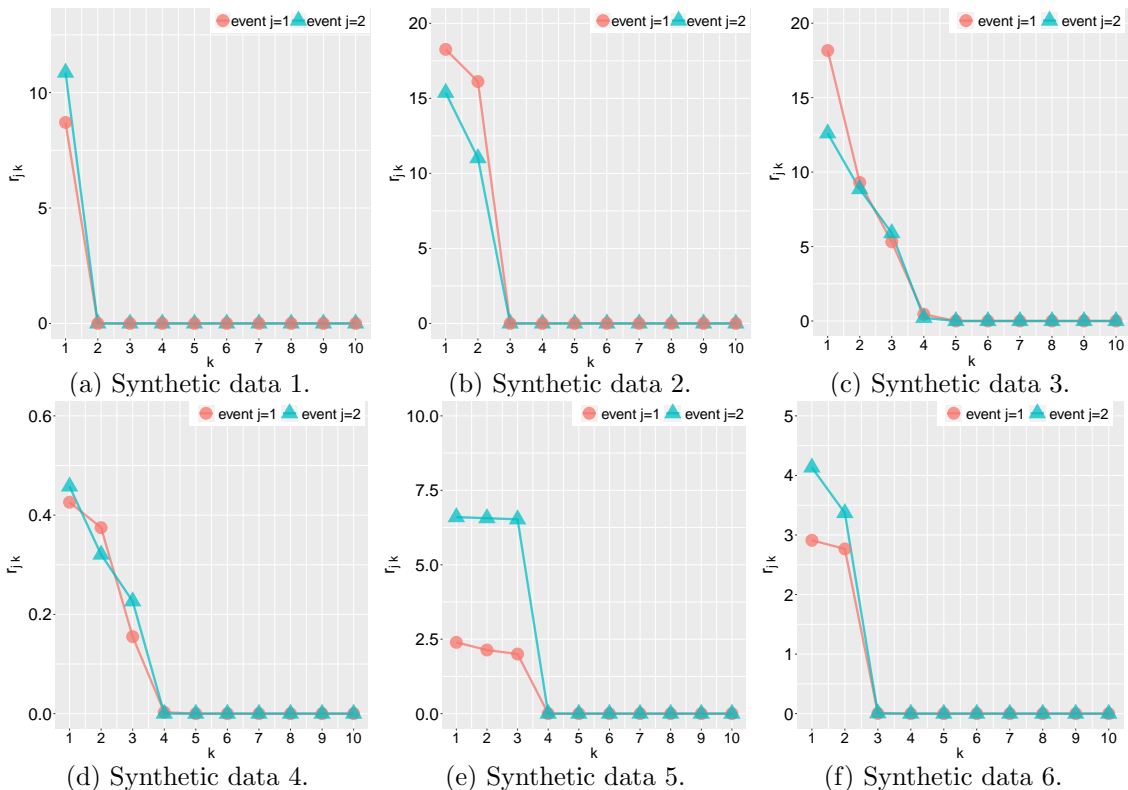 event j=1 event j=2
10
5
0
r jk
1 2 3 4 5 6 7 8 9 10
k
(a) Synthetic data 1.
event j=1 event j=2
20
15
10
5
0
r jk
1 2 3 4 5 6 7 8 9 10
k
(b) Synthetic data 2.
event j=1 event j=2
20
15
10
5
0
r jk
1 2 3 4 5 6 7 8 9 10
k
(c) Synthetic data 3.
event j=1 event j=2
0.6
0.4
0.2
0.0
r jk
1 2 3 4 5 6 7 8 9 10
k
(d) Synthetic data 4.
event j=1 event j=2
10.0
7.5
5.0
2.5
0.0
r jk
1 2 3 4 5 6 7 8 9 10
k
(e) Synthetic data 5.
event j=1 event j=2
5
4
3
2
1
0
r jk
1 2 3 4 5 6 7 8 9 10
k
(f) Synthetic data 6.